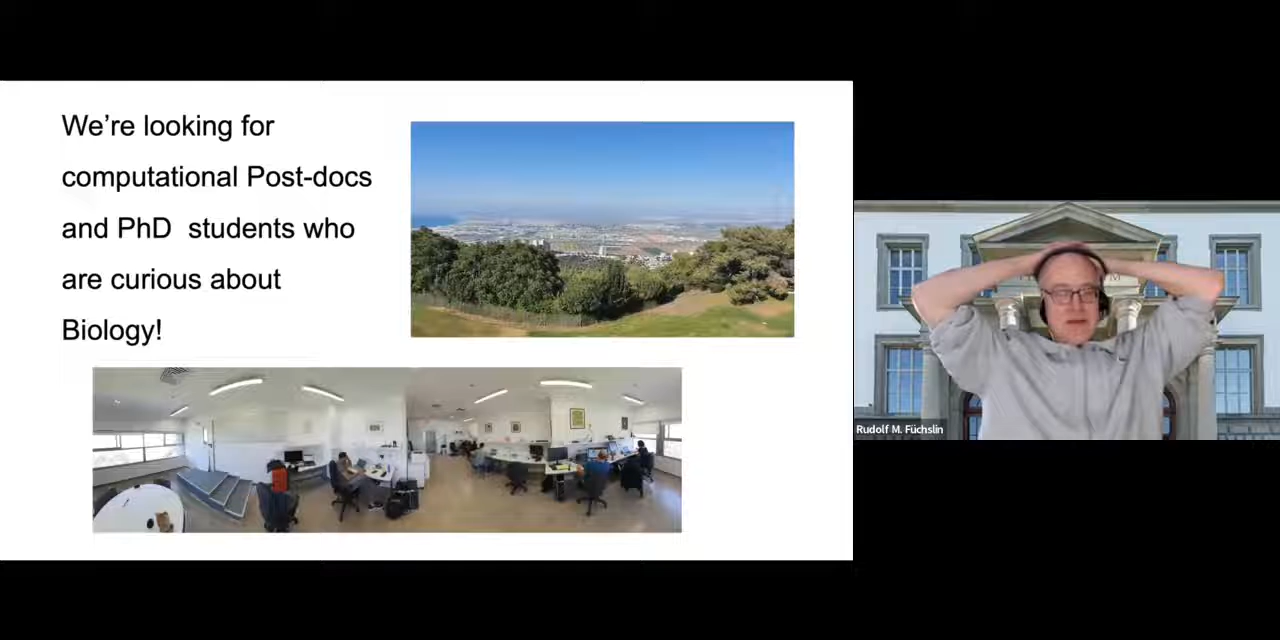 We're looking for
computational Post-docs
and PhD  students who
are curious about
Biology!
Rudolf M. Füchslin